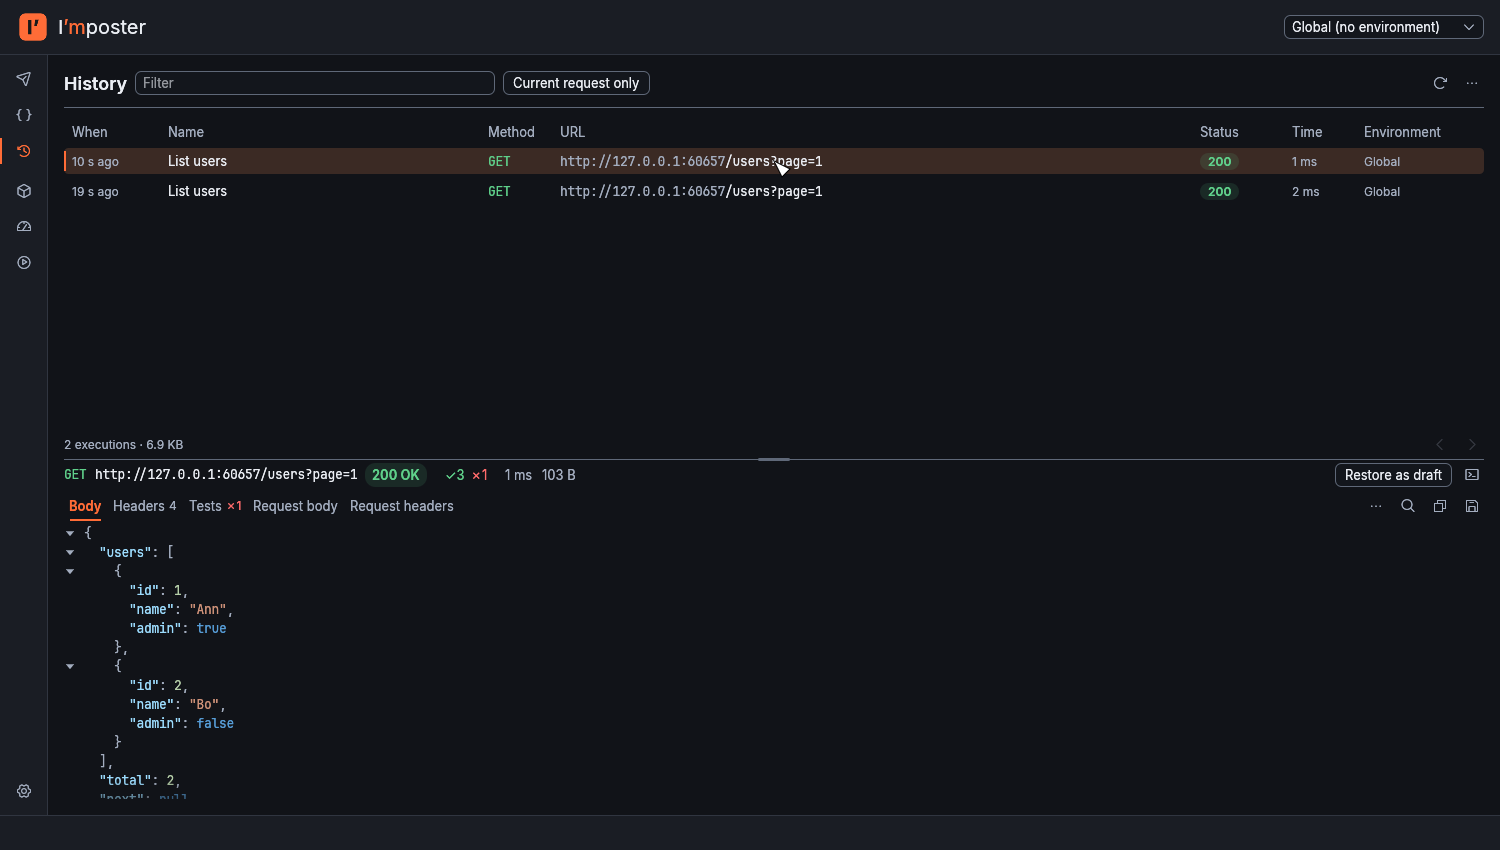 I' I'mposter Global (no environment)
History Filter Current request only ...
When Name Method URL Status Time Environment
10 s ago List users GET http://127.0.0.1:60657/users?page=1 200 1 ms Global
19 s ago List users GET http://127.0.0.1:60657/users?page=1 200 2 ms Global
2 executions · 6.9 KB
GET http://127.0.0.1:60657/users?page=1 200 OK ✓3 ×1 1 ms 103 B Restore as draft
Body Headers 4 Tests ×1 Request body Request headers ...
{
"users": [
{
"id": 1,
"name": "Ann",
"admin": true
},
{
"id": 2,
"name": "Bo",
"admin": false
}
],
"total": 2,
"next": null